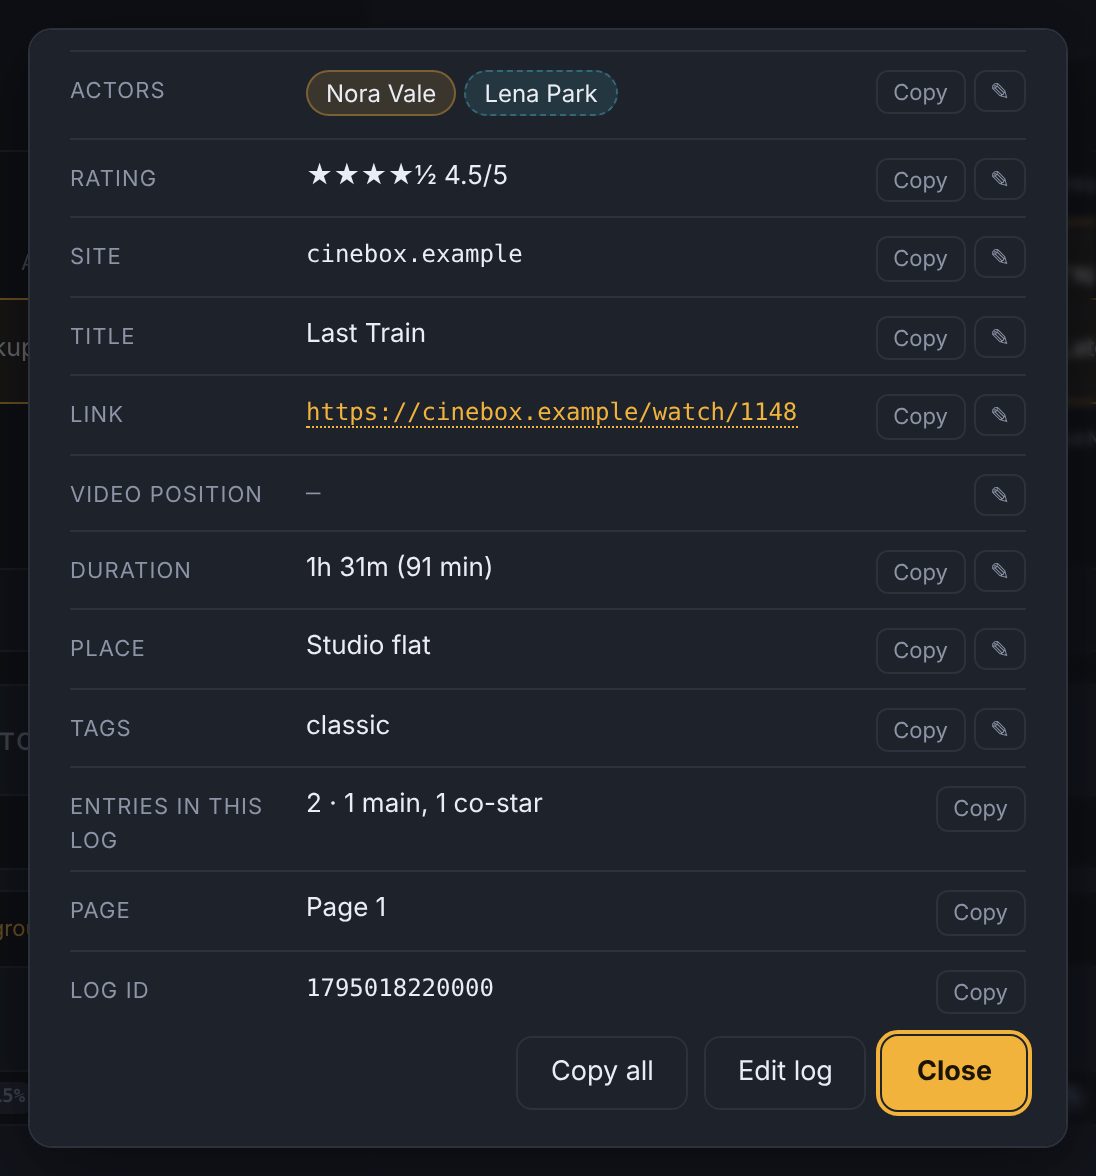 ACTORS Nora Vale Lena Park Copy ✎
RATING ★★★★½ 4.5/5 Copy ✎
SITE cinebox.example Copy ✎
TITLE Last Train Copy ✎
LINK https://cinebox.example/watch/1148 Copy ✎
VIDEO POSITION – ✎
DURATION 1h 31m (91 min) Copy ✎
PLACE Studio flat Copy ✎
TAGS classic Copy ✎
ENTRIES IN THIS 2 · 1 main, 1 co-star Copy
LOG
PAGE Page 1 Copy
LOG ID 1795018220000 Copy
Copy all Edit log Close